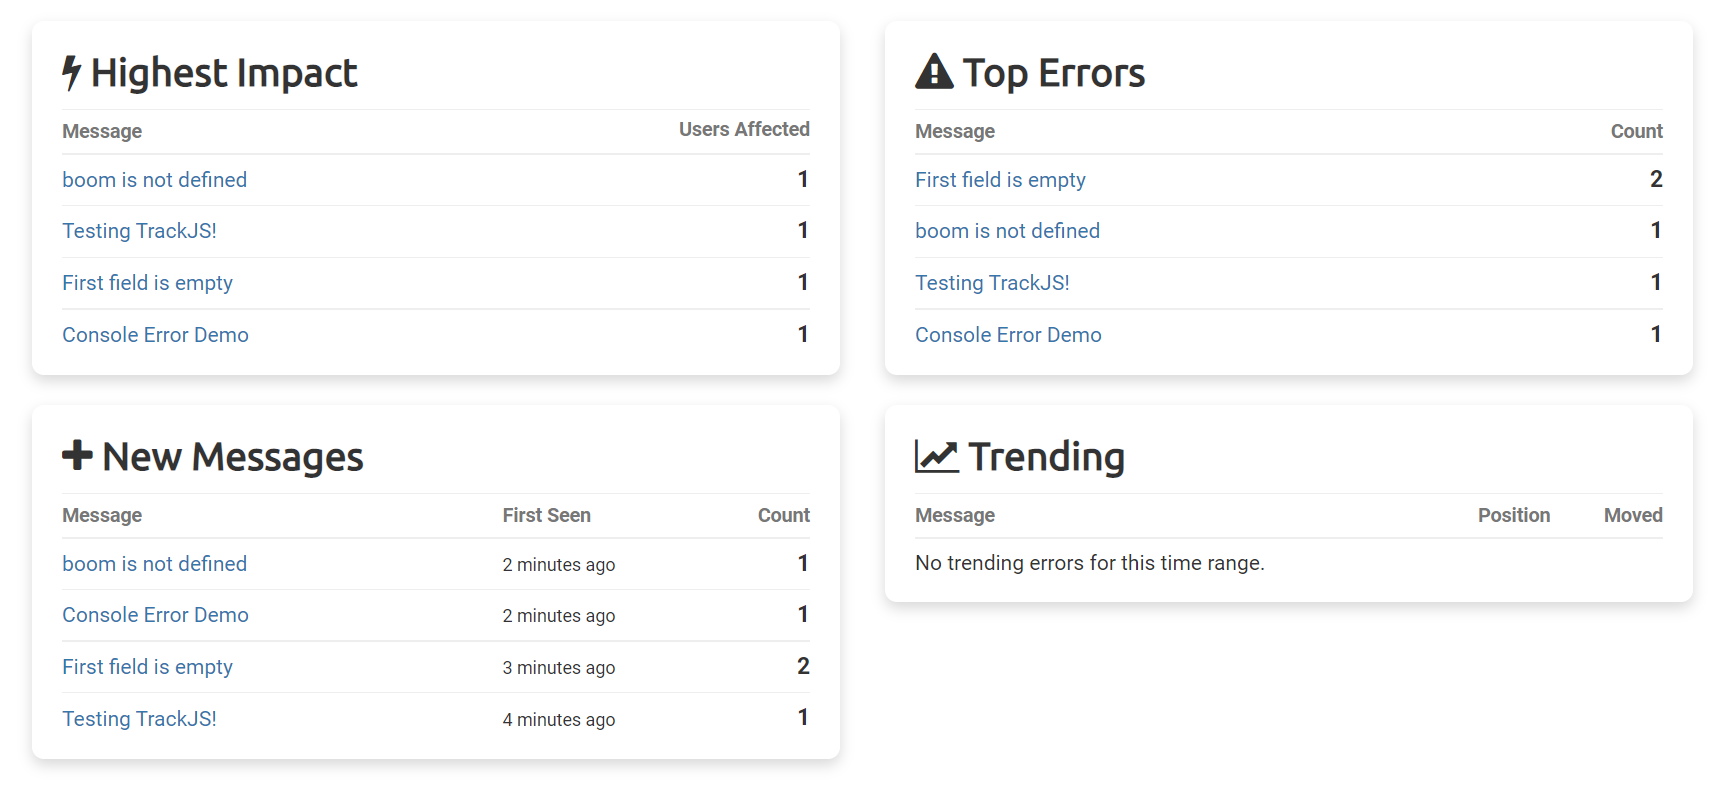 Highest Impact
Message Users Affected
boom is not defined 1
Testing TrackJS! 1
First field is empty 1
Console Error Demo 1
Top Errors
Message Count
First field is empty 2
boom is not defined 1
Testing TrackJS! 1
Console Error Demo 1
New Messages
Message First Seen Count
boom is not defined 2 minutes ago 1
Console Error Demo 2 minutes ago 1
First field is empty 3 minutes ago 2
Testing TrackJS! 4 minutes ago 1
Trending
Message Position Moved
No trending errors for this time range.